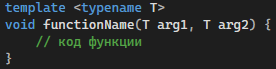 template <typename T>
void functionName(T arg1, T arg2) {
    // код функции
}